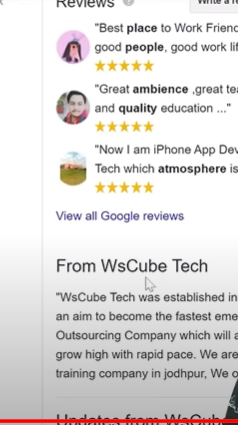 Reviews
Write a re
"Best place to Work Friend
good people, good work lif
"Great ambience ,great te
and quality education ..."
"Now I am iPhone App Dev
Tech which atmosphere is
View all Google reviews
From WsCube Tech
"WsCube Tech was established in
an aim to become the fastest eme
Outsourcing Company which will a
grow high with rapid pace. We are
training company in jodhpur, We o
Updates from WsCube